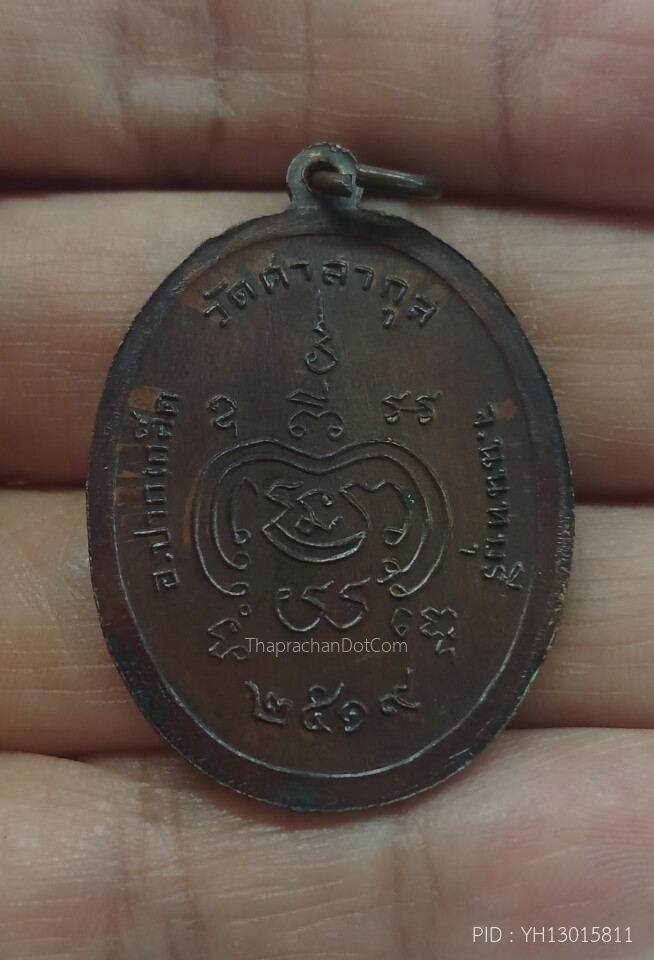 วัดศาลากุล
อ.ปากเกล็ด
จ.นนทบุรี
๒๕๑๙
ThaprachanDotCom
PID : YH13015811